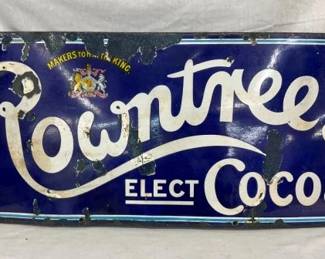 MAKERS TO H.M. THE KING.
Rowntree
ELECT COCO